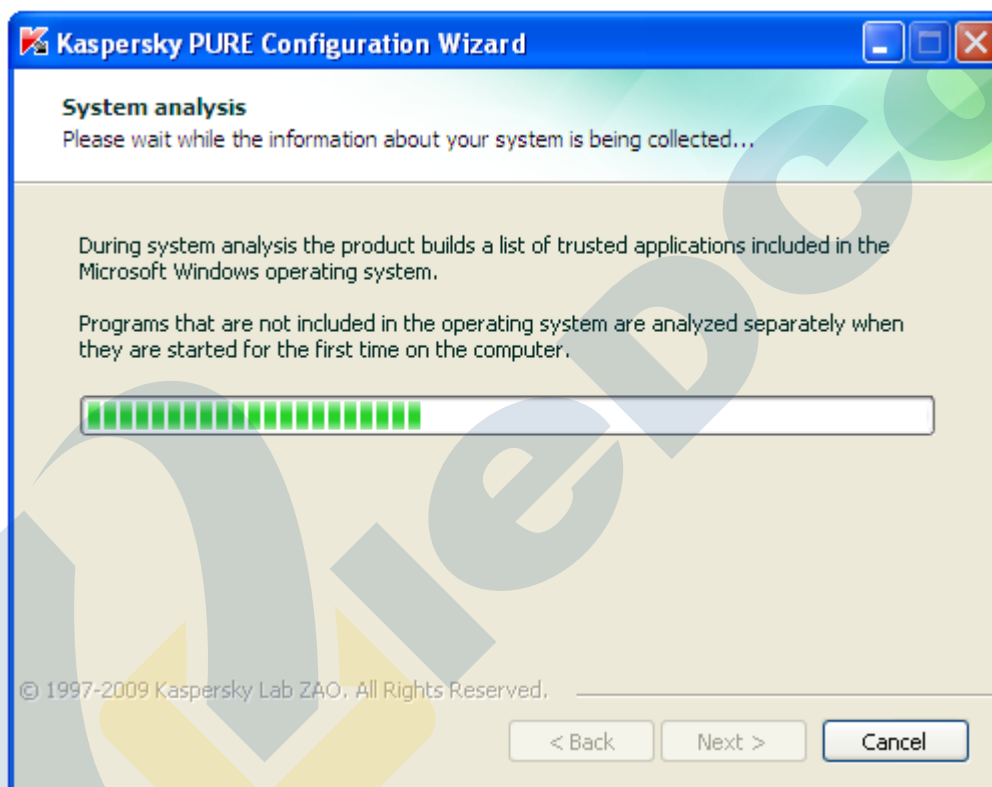 Kaspersky PURE Configuration Wizard
System analysis
Please wait while the information about your system is being collected...
During system analysis the product builds a list of trusted applications included in the
Microsoft Windows operating system.
Programs that are not included in the operating system are analyzed separately when
they are started for the first time on the computer.
© 1997-2009 Kaspersky Lab ZAO. All Rights Reserved.
< Back
Next >
Cancel